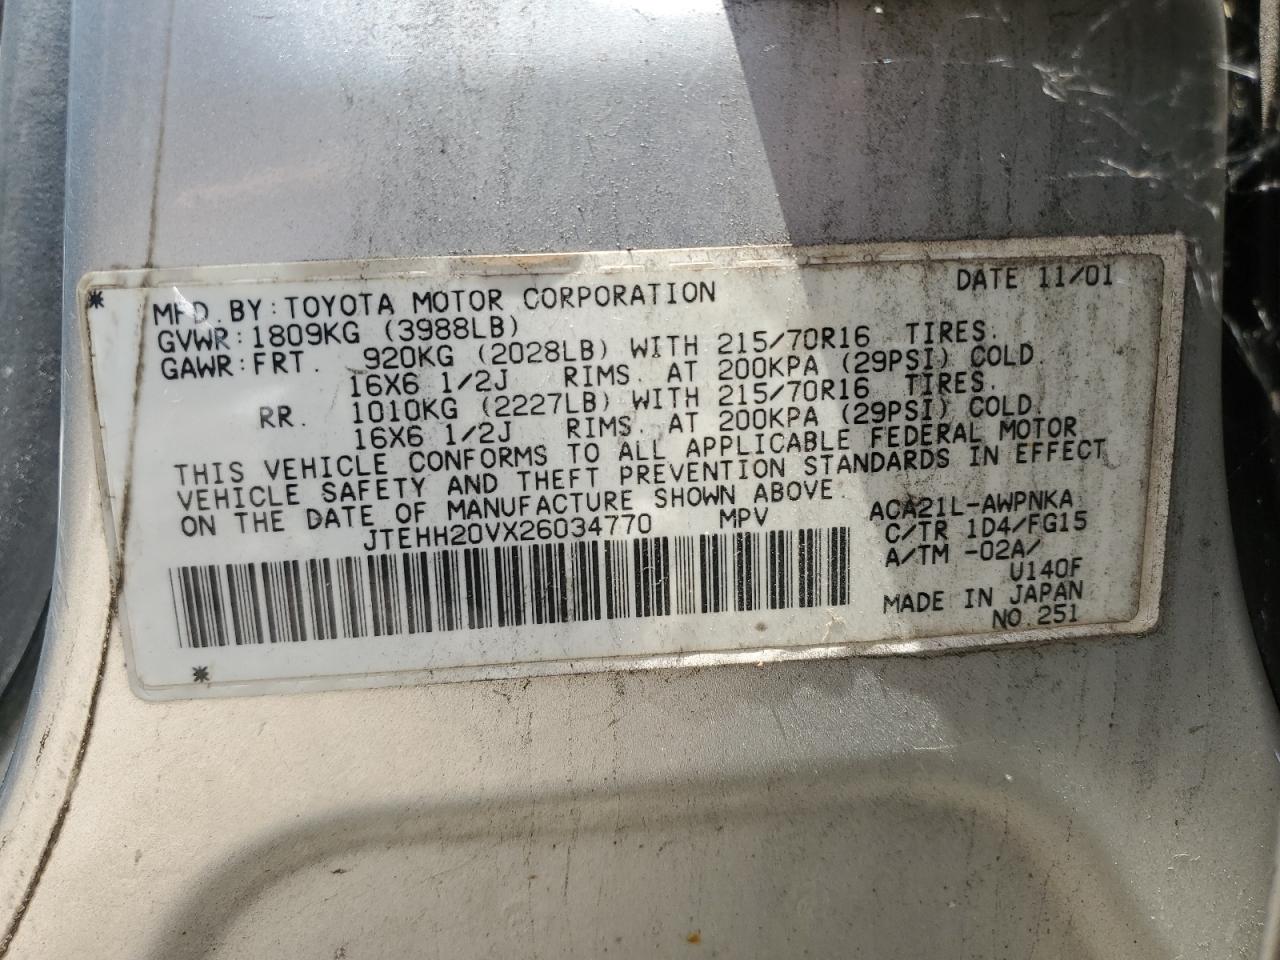 DATE 11/01
MFD. BY: TOYOTA MOTOR CORPORATION
GVWR: 1809KG (3988LB)
GAWR: FRT. 920KG (2028LB) WITH 215/70R16 TIRES.
16X6 1/2J RIMS. AT 200KPA (29PSI) COLD.
RR. 1010KG (2227LB) WITH 215/70R16 TIRES.
16X6 1/2J RIMS. AT 200KPA (29PSI) COLD.
THIS VEHICLE CONFORMS TO ALL APPLICABLE FEDERAL MOTOR
VEHICLE SAFETY AND THEFT PREVENTION STANDARDS IN EFFECT
ON THE DATE OF MANUFACTURE SHOWN ABOVE.
JTEHH20VX26034770 MPV
ACA21L-AWPNKA
C/TR 1D4/FG15
A/TM -02A/
U140F
MADE IN JAPAN
NO.251